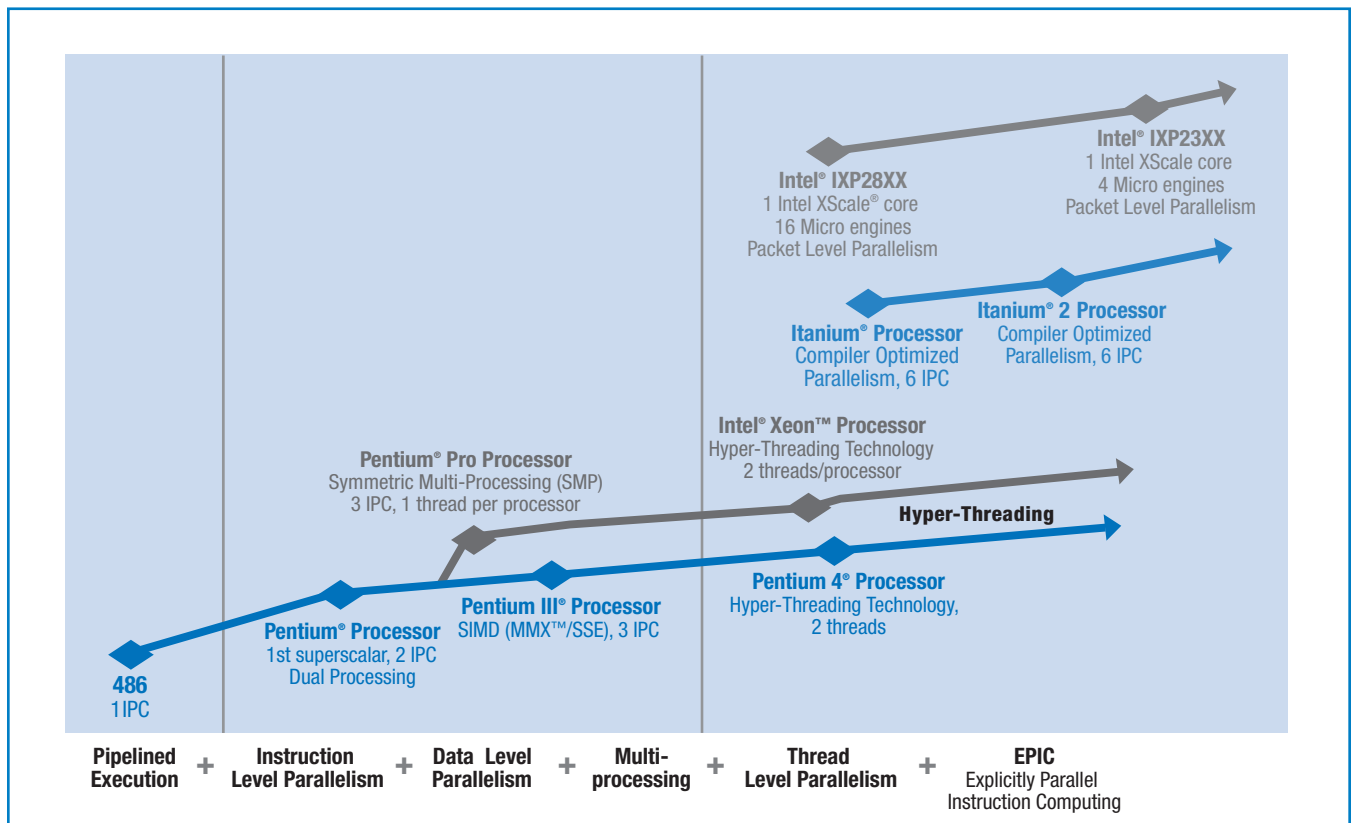 Intel® IXP28XX
1 Intel XScale® core
16 Micro engines
Packet Level Parallelism
Intel® IXP23XX
1 Intel XScale core
4 Micro engines
Packet Level Parallelism
Itanium® Processor
Compiler Optimized
Parallelism, 6 IPC
Itanium® 2 Processor
Compiler Optimized
Parallelism, 6 IPC
Pentium® Pro Processor
Symmetric Multi-Processing (SMP)
3 IPC, 1 thread per processor
Intel® Xeon™ Processor
Hyper-Threading Technology
2 threads/processor
Hyper-Threading
486
1IPC
Pentium® Processor
1st superscalar, 2 IPC
Dual Processing
Pentium III® Processor
SIMD (MMX™/SSE), 3 IPC
Pentium 4® Processor
Hyper-Threading Technology,
2 threads
Pipelined
Execution
+
Instruction
Level Parallelism
+
Data Level
Parallelism
+
Multi-
processing
+
Thread
Level Parallelism
+
EPIC
Explicitly Parallel
Instruction Computing